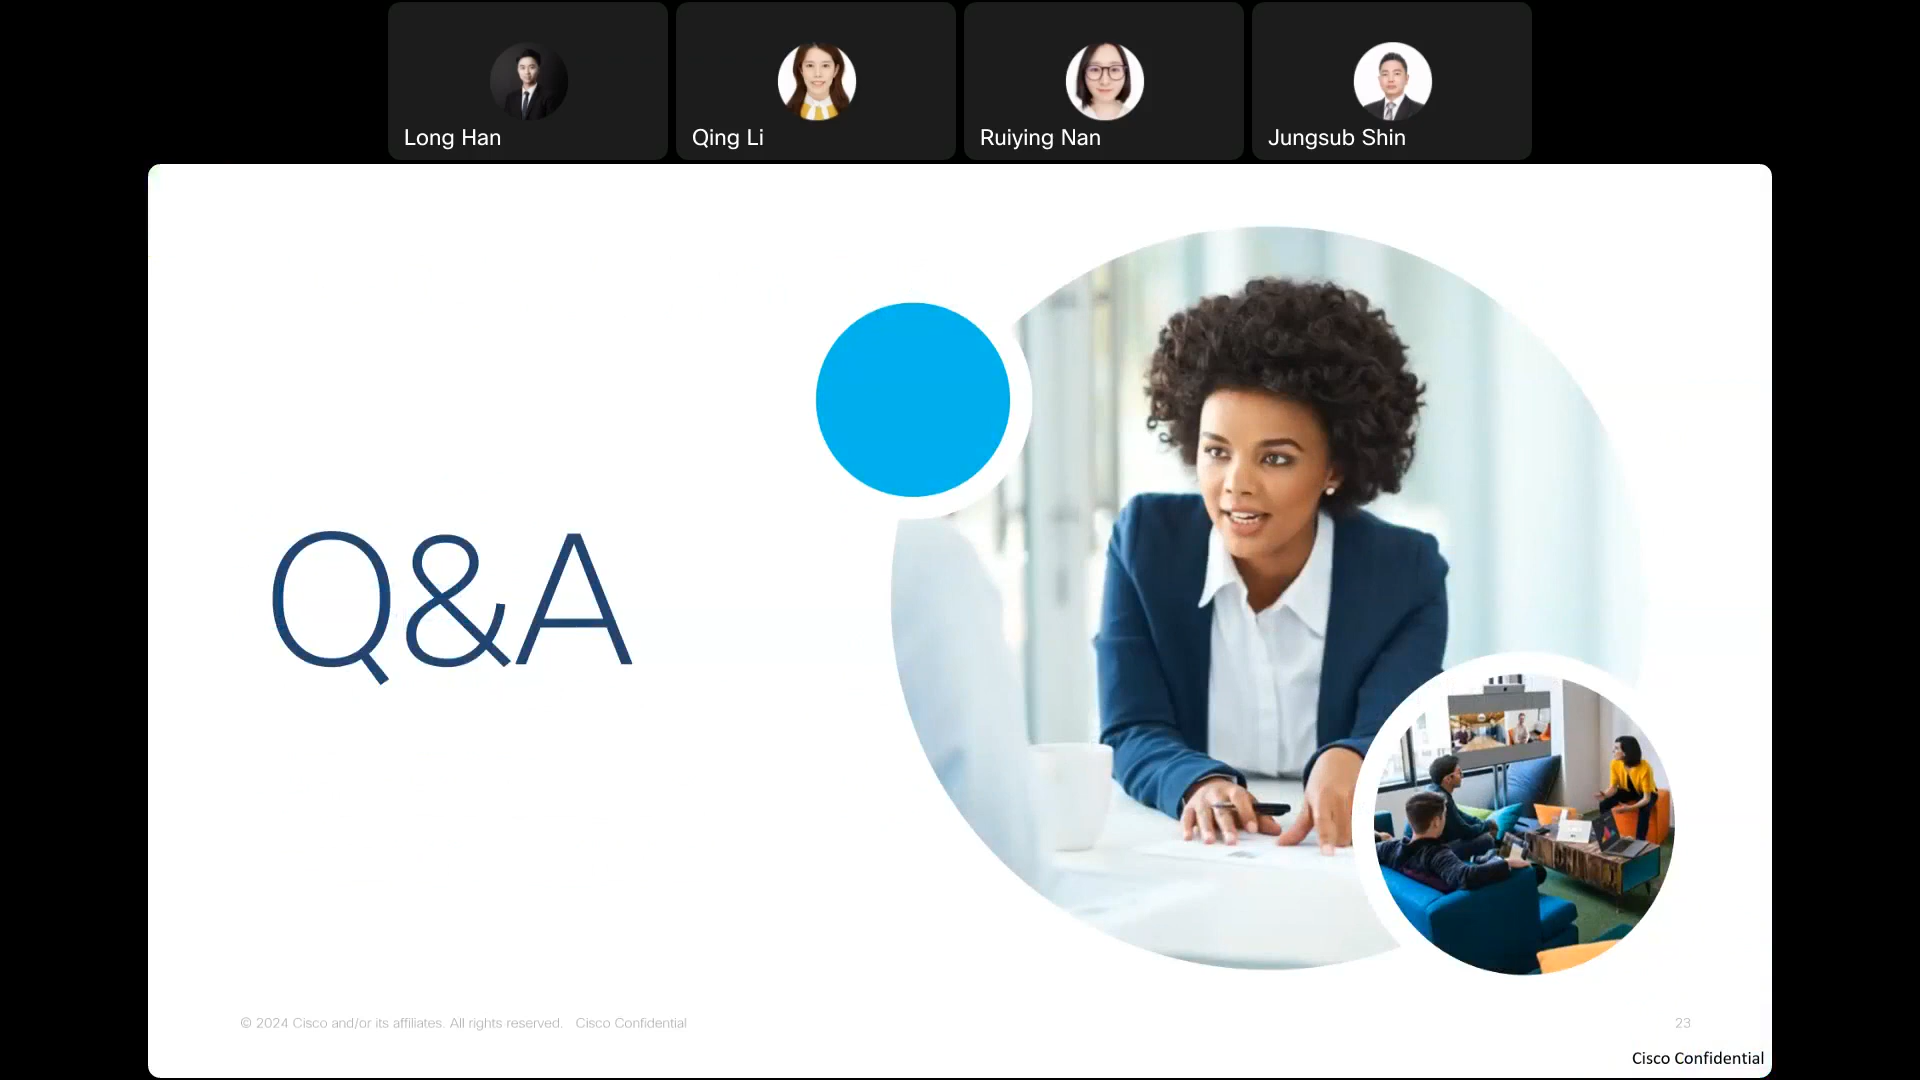 Long Han
Qing Li
Ruiying Nan
Jungsub Shin
Q&A
© 2024 Cisco and/or its affiliates. All rights reserved. Cisco Confidential
23
Cisco Confidential